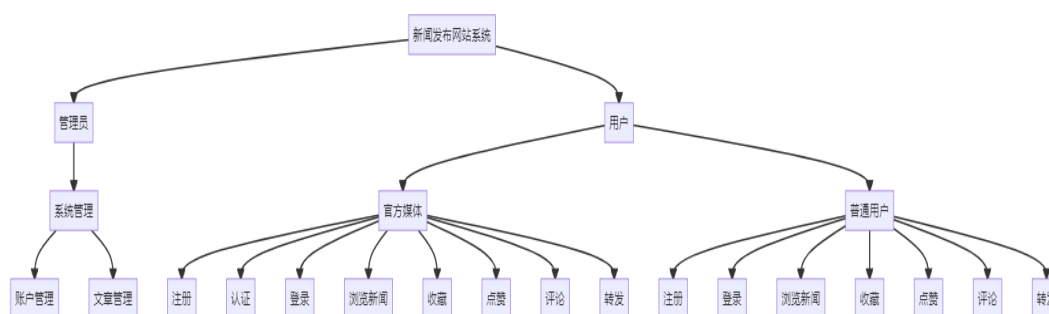 新闻发布网站系统
管理员
用户
系统管理
官方媒体
普通用户
账户管理
文章管理
注册
认证
登录
浏览新闻
收藏
点赞
评论
转发
注册
登录
浏览新闻
收藏
点赞
评论
转